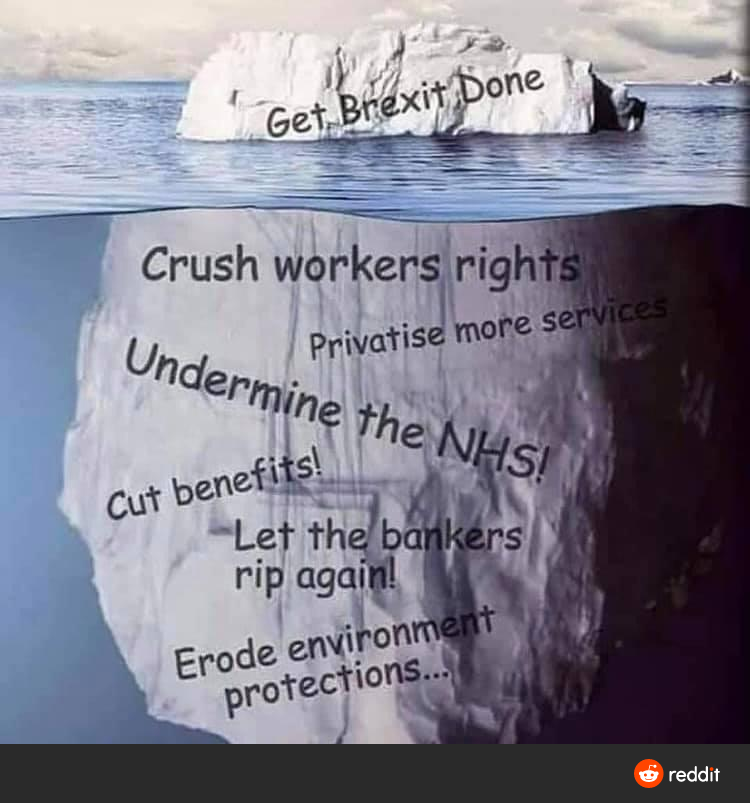 Get Brexit Done
Crush workers rights
Privatise more services
Undermine the NHS!
Cut benefits!
Let the bankers
rip again!
Erode environment
protections...
reddit